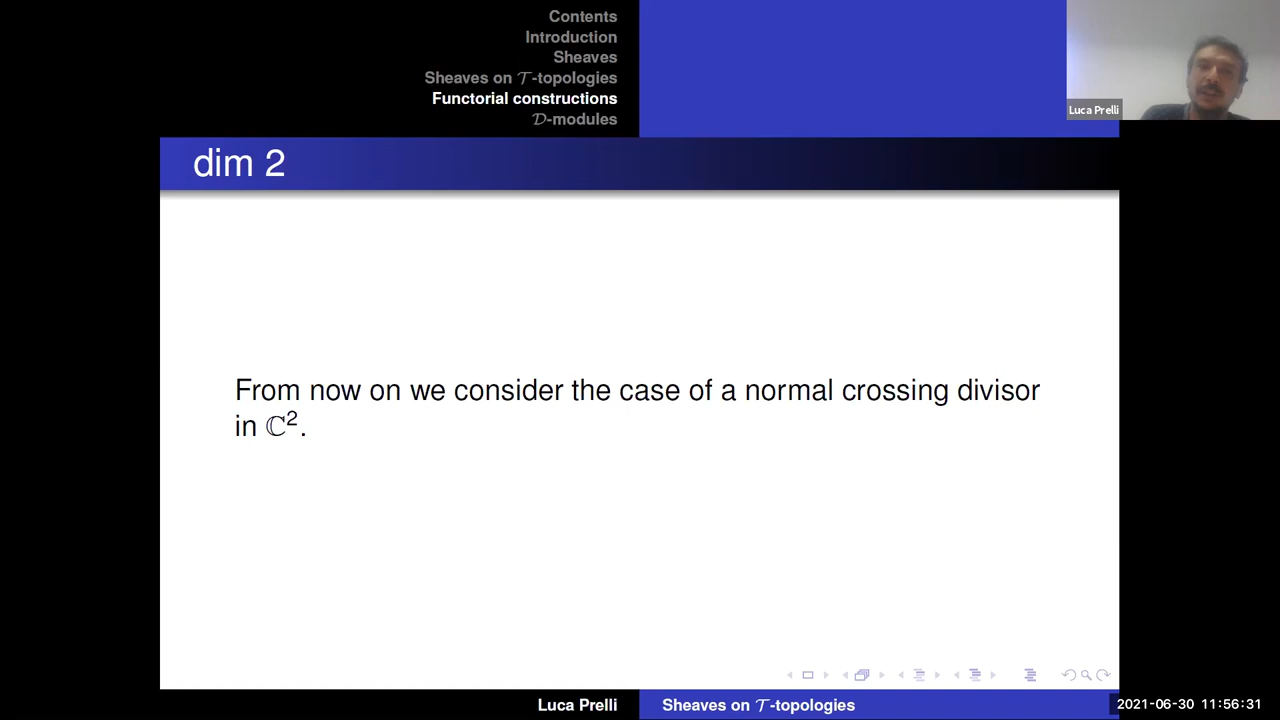 Contents
Introduction
Sheaves
Sheaves on 𝒯-topologies
Functorial constructions
𝒟-modules
Luca Prelli
dim 2
From now on we consider the case of a normal crossing divisor
in ℂ².
Luca Prelli
Sheaves on 𝒯-topologies
2021-06-30 11:56:31